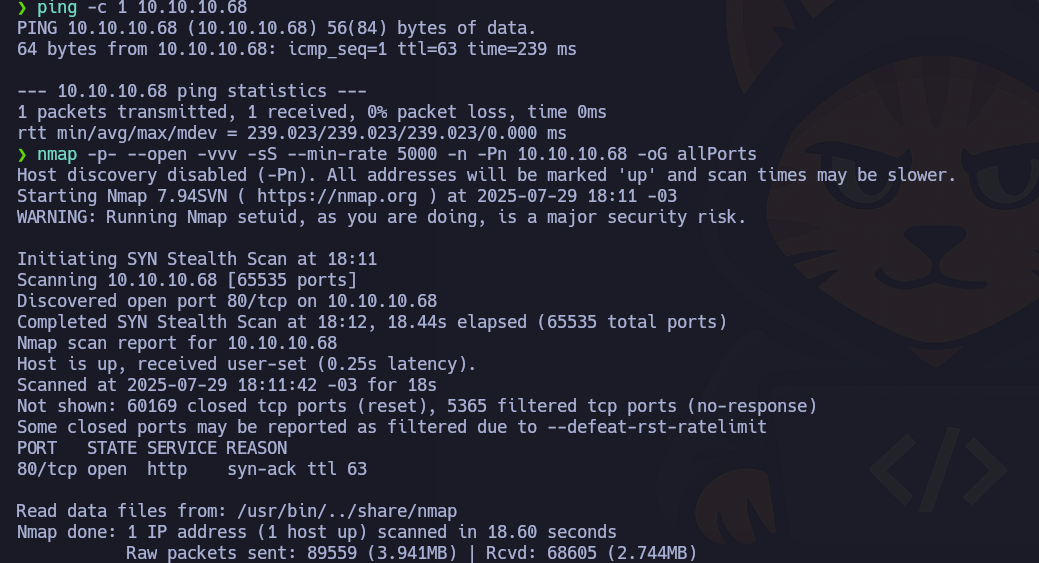 ❯ ping -c 1 10.10.10.68
PING 10.10.10.68 (10.10.10.68) 56(84) bytes of data.
64 bytes from 10.10.10.68: icmp_seq=1 ttl=63 time=239 ms
--- 10.10.10.68 ping statistics ---
1 packets transmitted, 1 received, 0% packet loss, time 0ms
rtt min/avg/max/mdev = 239.023/239.023/239.023/0.000 ms
❯ nmap -p- --open -vvv -sS --min-rate 5000 -n -Pn 10.10.10.68 -oG allPorts
Host discovery disabled (-Pn). All addresses will be marked 'up' and scan times may be slower.
Starting Nmap 7.94SVN ( https://nmap.org ) at 2025-07-29 18:11 -03
WARNING: Running Nmap setuid, as you are doing, is a major security risk.
Initiating SYN Stealth Scan at 18:11
Scanning 10.10.10.68 [65535 ports]
Discovered open port 80/tcp on 10.10.10.68
Completed SYN Stealth Scan at 18:12, 18.44s elapsed (65535 total ports)
Nmap scan report for 10.10.10.68
Host is up, received user-set (0.25s latency).
Scanned at 2025-07-29 18:11:42 -03 for 18s
Not shown: 60169 closed tcp ports (reset), 5365 filtered tcp ports (no-response)
Some closed ports may be reported as filtered due to --defeat-rst-ratelimit
PORT   STATE SERVICE REASON
80/tcp open  http    syn-ack ttl 63
Read data files from: /usr/bin/../share/nmap
Nmap done: 1 IP address (1 host up) scanned in 18.60 seconds
Raw packets sent: 89559 (3.941MB) | Rcvd: 68605 (2.744MB)